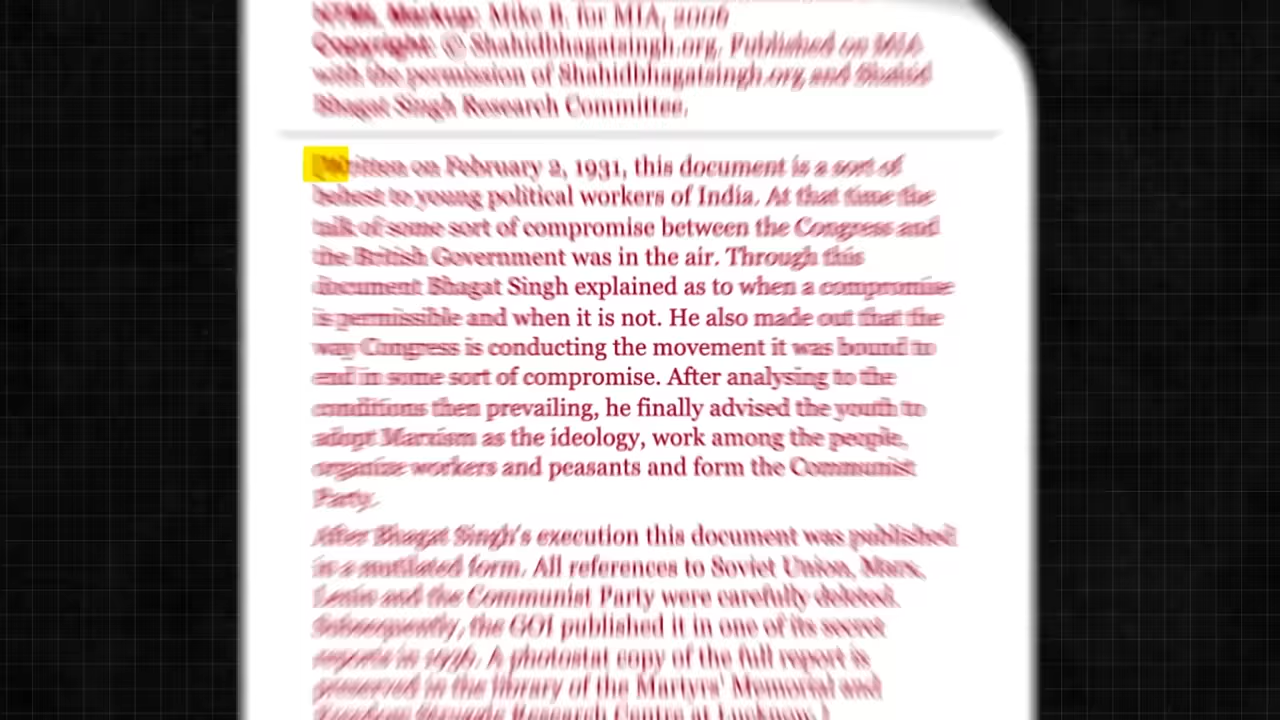 HTML Markup: Mike B. for MIA, 2006
Copyright: © Shahidbhagatsingh.org. Published on MIA
with the permission of Shahidbhagatsingh.org and Shahid
Bhagat Singh Research Committee.
Written on February 2, 1931, this document is a sort of
behest to young political workers of India. At that time the
talk of some sort of compromise between the Congress and
the British Government was in the air. Through this
document Bhagat Singh explained as to when a compromise
is permissible and when it is not. He also made out that the
way Congress is conducting the movement it was bound to
end in some sort of compromise. After analysing to the
conditions then prevailing, he finally advised the youth to
adopt Marxism as the ideology, work among the people,
organize workers and peasants and form the Communist
Party.
After Bhagat Singh's execution this document was published
in a mutilated form. All references to Soviet Union, Marx,
Lenin and the Communist Party were carefully deleted.
Subsequently, the GOI published it in one of its secret
reports in 1936. A photostat copy of the full report is
preserved in the library of the Martyrs' Memorial and
Freedom Struggle Research Centre at Lucknow.]